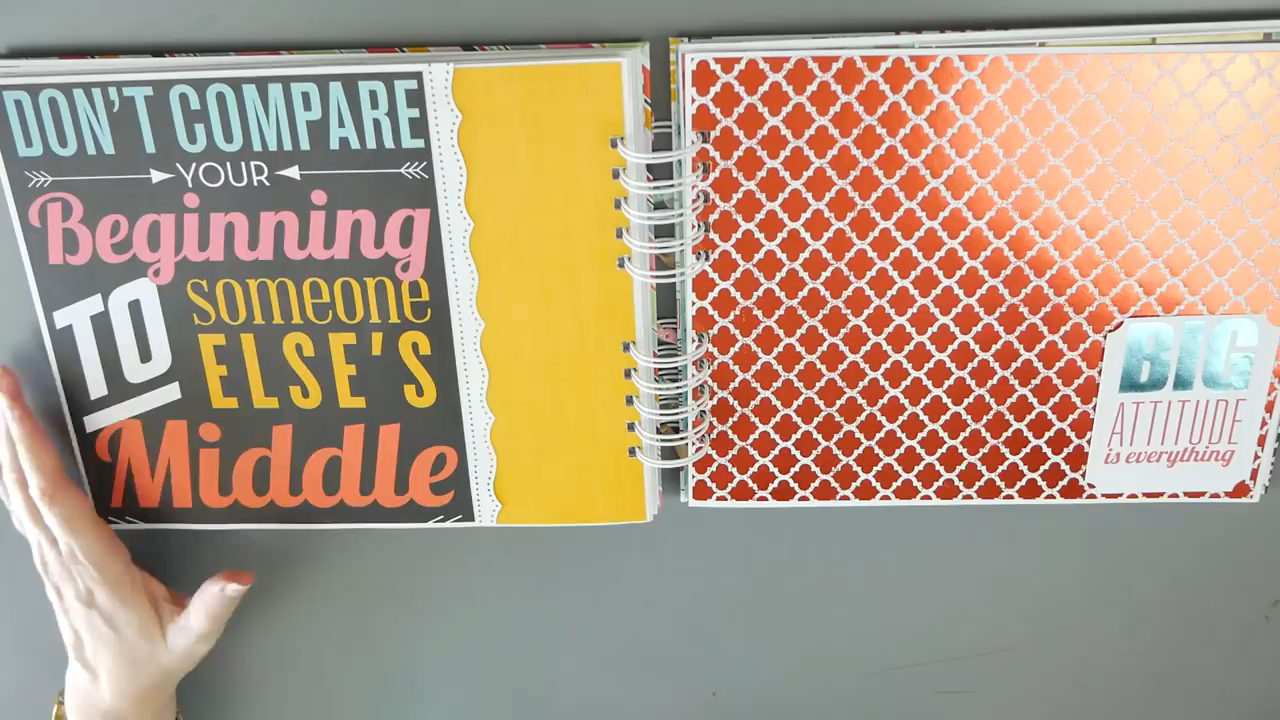 DON'T COMPARE
YOUR
Beginning
TO someone
ELSE'S
Middle
BIG
ATTITUDE
is everything